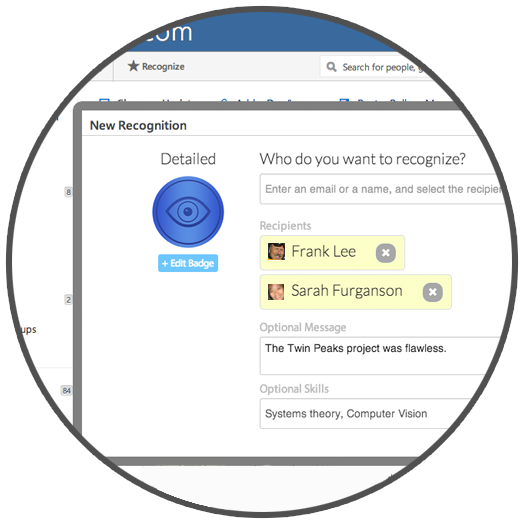 .com
Recognize
Search for people, g
New Recognition
Detailed
Who do you want to recognize?
Enter an email or a name, and select the recipie
8
+ Edit Badge
Recipients
Frank Lee
Sarah Furganson
2
ups
Optional Message
The Twin Peaks project was flawless.
84
Optional Skills
Systems theory, Computer Vision